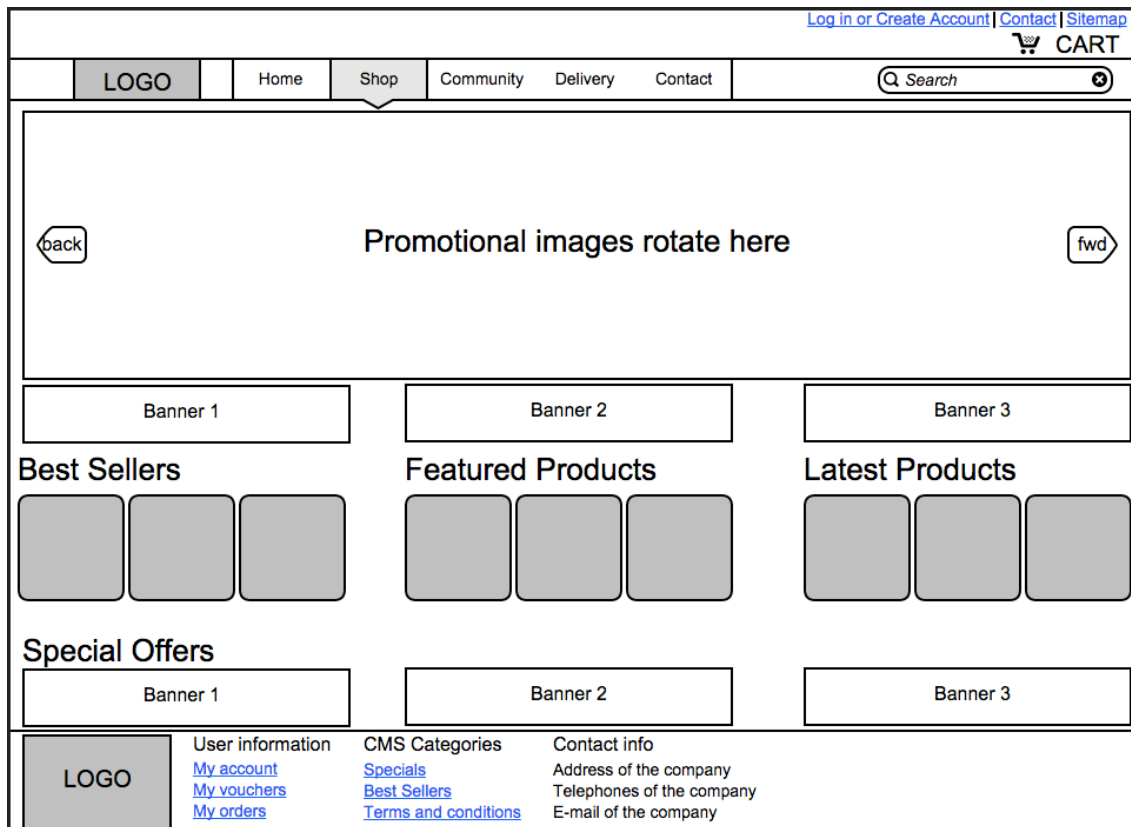 Log in or Create Account | Contact | Sitemap
CART
LOGO Home Shop Community Delivery Contact Search
back Promotional images rotate here fwd
Banner 1 Banner 2 Banner 3
Best Sellers Featured Products Latest Products
Special Offers
Banner 1 Banner 2 Banner 3
LOGO
User information CMS Categories Contact info
My account Specials Address of the company
My vouchers Best Sellers Telephones of the company
My orders Terms and conditions E-mail of the company